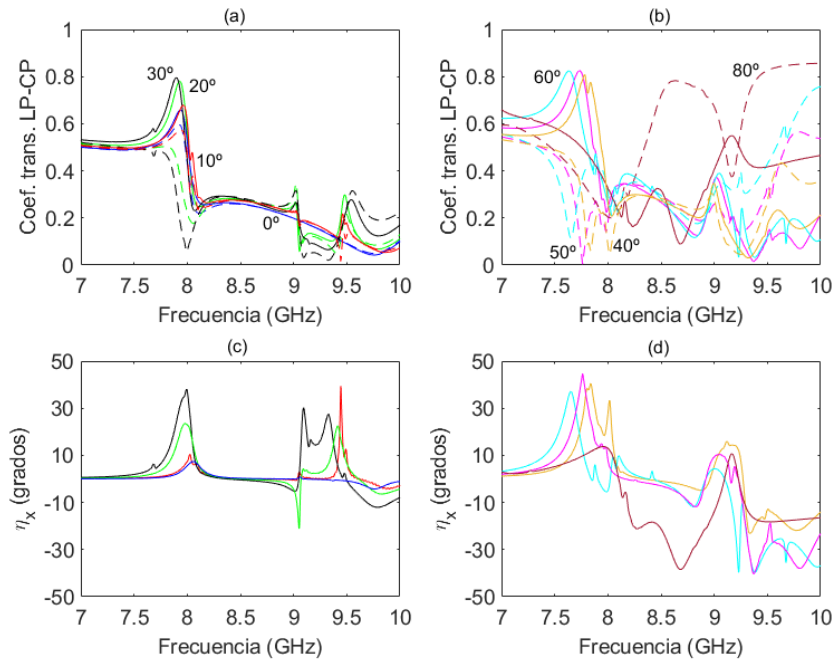 (a)
Coef. trans. LP-CP
1
0.8
0.6
0.4
0.2
0
30º
20º
10º
0º
7
7.5
8
8.5
9
9.5
10
Frecuencia (GHz)
(b)
Coef. trans. LP-CP
1
0.8
0.6
0.4
0.2
0
60º
80º
50º
40º
7
7.5
8
8.5
9
9.5
10
Frecuencia (GHz)
(c)
ηx (grados)
50
30
10
-10
-30
-50
7
7.5
8
8.5
9
9.5
10
Frecuencia (GHz)
(d)
ηx (grados)
50
30
10
-10
-30
-50
7
7.5
8
8.5
9
9.5
10
Frecuencia (GHz)